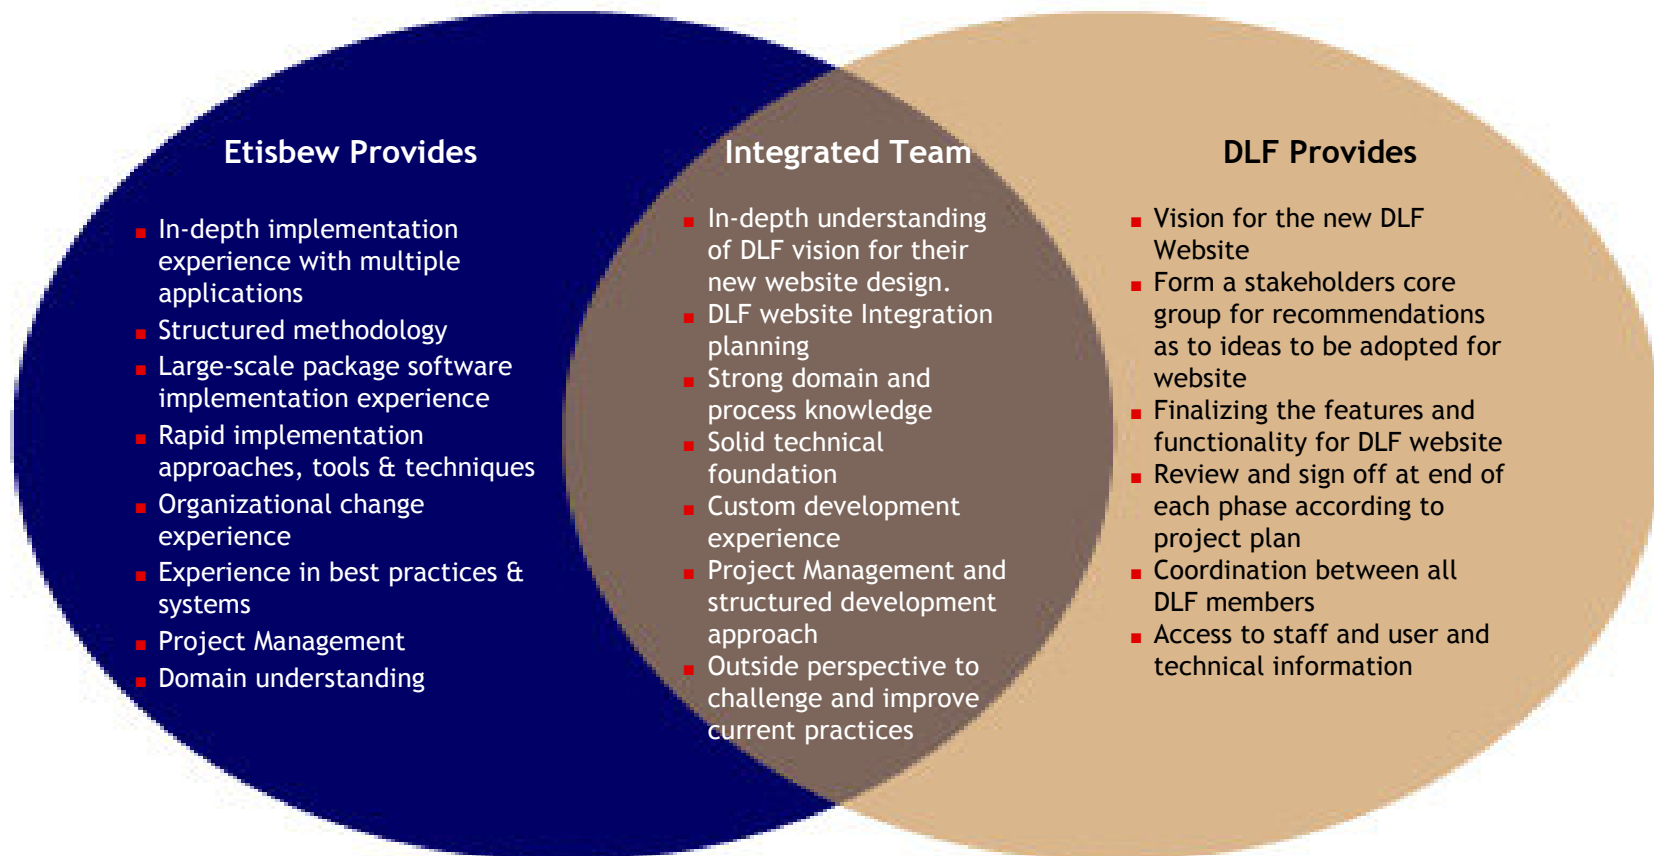 Etisbew Provides
In-depth implementation
experience with multiple
applications
Structured methodology
Large-scale package software
implementation experience
Rapid implementation
approaches, tools & techniques
Organizational change
experience
Experience in best practices &
systems
Project Management
Domain understanding
Integrated Team
In-depth understanding
of DLF vision for their
new website design.
DLF website Integration
planning
Strong domain and
process knowledge
Solid technical
foundation
Custom development
experience
Project Management and
structured development
approach
Outside perspective to
challenge and improve
current practices
DLF Provides
Vision for the new DLF
Website
Form a stakeholders core
group for recommendations
as to ideas to be adopted for
website
Finalizing the features and
functionality for DLF website
Review and sign off at end of
each phase according to
project plan
Coordination between all
DLF members
Access to staff and user and
technical information